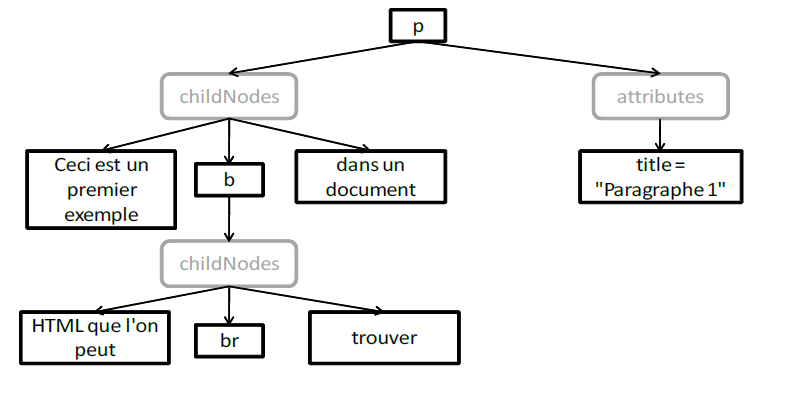 p
childNodes
attributes
Ceci est un
premier
exemple
b
dans un
document
title =
"Paragraphe 1"
childNodes
HTML que l'on
peut
br
trouver